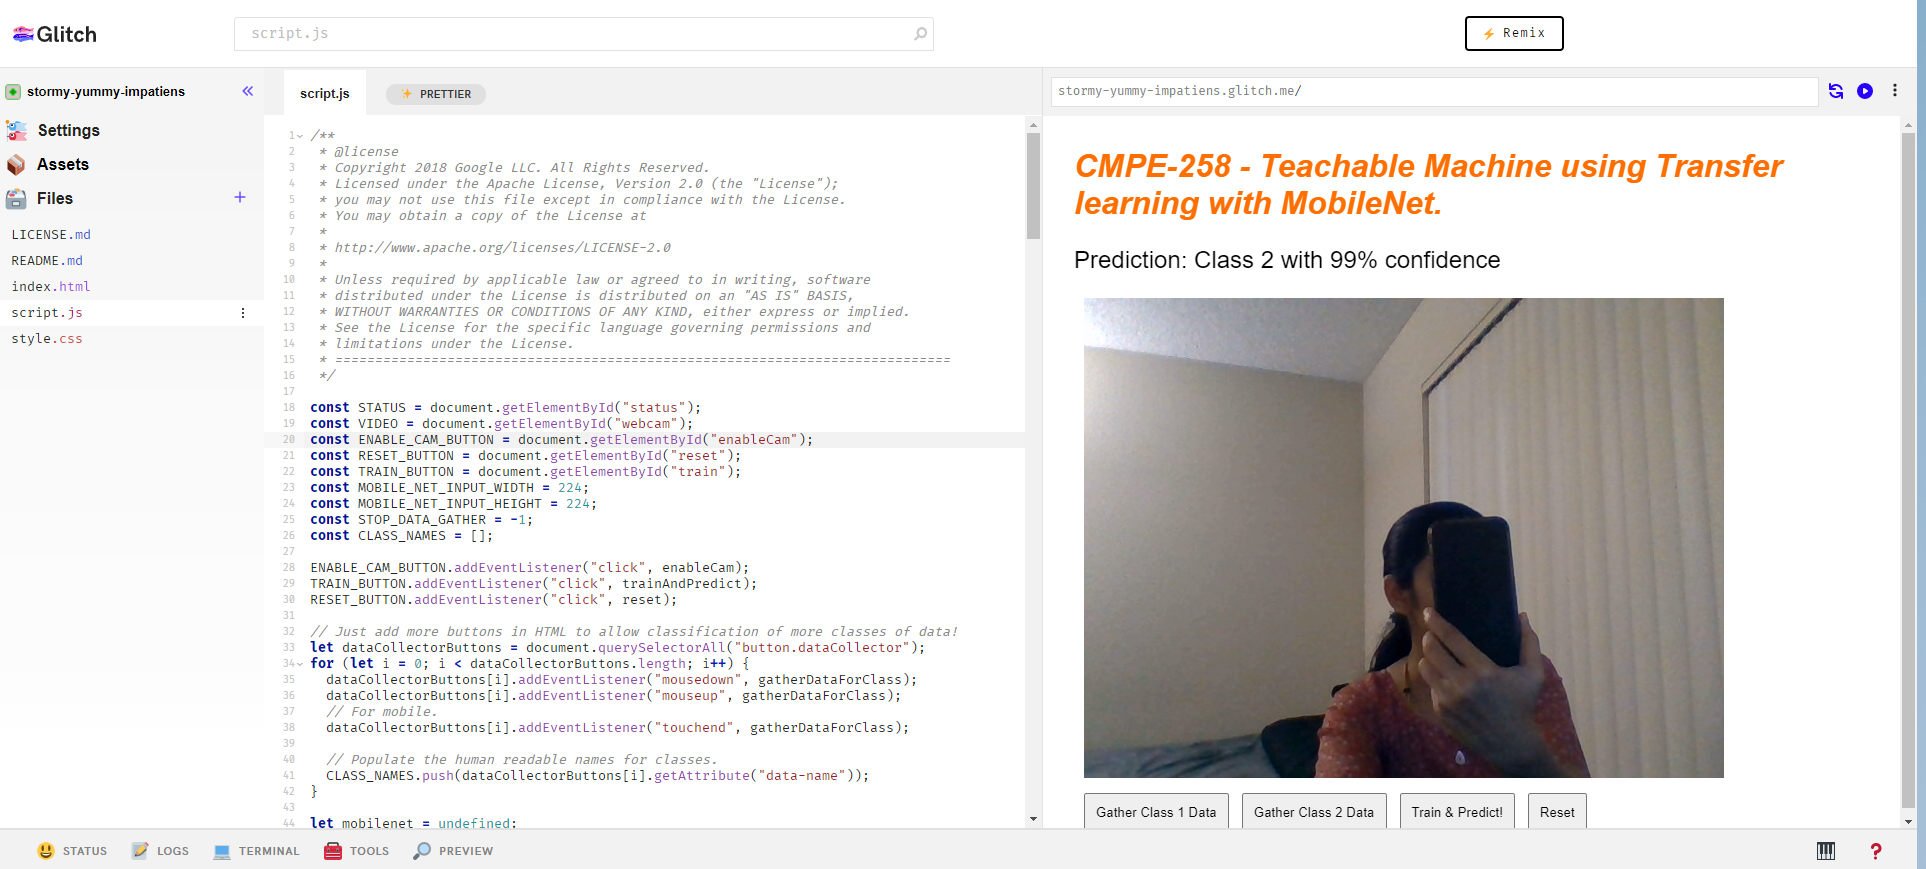 Glitch
script.js
⚡ Remix
stormy-yummy-impatiens
Settings
Assets
Files
LICENSE.md
README.md
index.html
script.js
style.css
script.js
PRETTIER
1 /**
2 * @license
3 * Copyright 2018 Google LLC. All Rights Reserved.
4 * Licensed under the Apache License, Version 2.0 (the "License");
5 * you may not use this file except in compliance with the License.
6 * You may obtain a copy of the License at
7 *
8 * http://www.apache.org/licenses/LICENSE-2.0
9 *
10 * Unless required by applicable law or agreed to in writing, software
11 * distributed under the License is distributed on an "AS IS" BASIS,
12 * WITHOUT WARRANTIES OR CONDITIONS OF ANY KIND, either express or implied.
13 * See the License for the specific language governing permissions and
14 * limitations under the License.
15 * =============================================================================
16 */
17
18 const STATUS = document.getElementById("status");
19 const VIDEO = document.getElementById("webcam");
20 const ENABLE_CAM_BUTTON = document.getElementById("enableCam");
21 const RESET_BUTTON = document.getElementById("reset");
22 const TRAIN_BUTTON = document.getElementById("train");
23 const MOBILE_NET_INPUT_WIDTH = 224;
24 const MOBILE_NET_INPUT_HEIGHT = 224;
25 const STOP_DATA_GATHER = -1;
26 const CLASS_NAMES = [];
27
28 ENABLE_CAM_BUTTON.addEventListener("click", enableCam);
29 TRAIN_BUTTON.addEventListener("click", trainAndPredict);
30 RESET_BUTTON.addEventListener("click", reset);
31
32 // Just add more buttons in HTML to allow classification of more classes of data!
33 let dataCollectorButtons = document.querySelectorAll("button.dataCollector");
34 for (let i = 0; i < dataCollectorButtons.length; i++) {
35 dataCollectorButtons[i].addEventListener("mousedown", gatherDataForClass);
36 dataCollectorButtons[i].addEventListener("mouseup", gatherDataForClass);
37 // For mobile.
38 dataCollectorButtons[i].addEventListener("touchend", gatherDataForClass);
39
40 // Populate the human readable names for classes.
41 CLASS_NAMES.push(dataCollectorButtons[i].getAttribute("data-name"));
42 }
43
44 let mobilenet = undefined;
stormy-yummy-impatiens.glitch.me/
CMPE-258 - Teachable Machine using Transfer
learning with MobileNet.
Prediction: Class 2 with 99% confidence
Gather Class 1 Data
Gather Class 2 Data
Train & Predict!
Reset
STATUS
LOGS
TERMINAL
TOOLS
PREVIEW
?